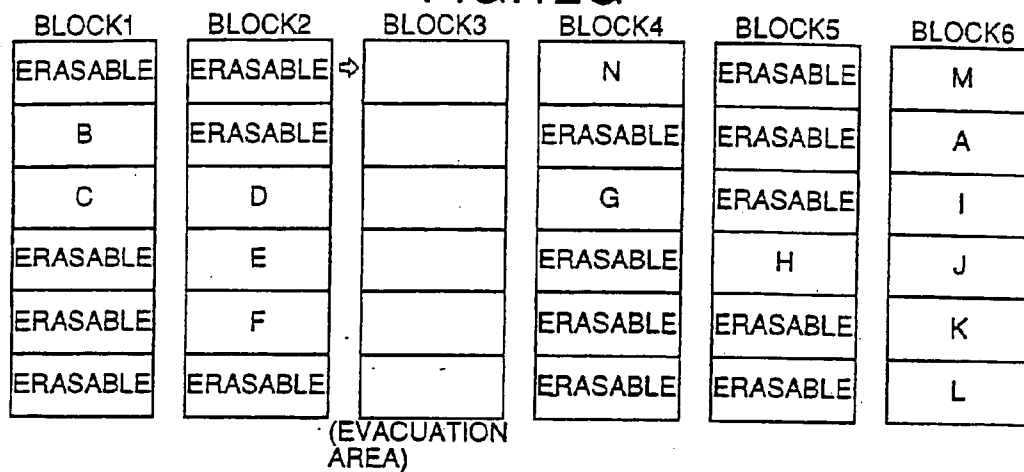 BLOCK1 BLOCK2 BLOCK3 BLOCK4 BLOCK5 BLOCK6
ERASABLE ERASABLE ⇨ N ERASABLE M
B ERASABLE ERASABLE ERASABLE A
C D G ERASABLE I
ERASABLE E ERASABLE H J
ERASABLE F ERASABLE ERASABLE K
ERASABLE ERASABLE ERASABLE ERASABLE L
(EVACUATION
AREA)